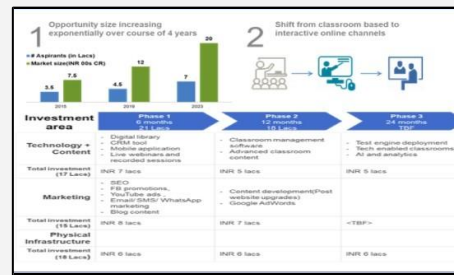 1 Opportunity size increasing
exponentially over course of 4 years
2 Shift from classroom based to
interactive online channels
# Aspirants (in Lacs)
Market size(INR 00s CR)
20
12
7.5
7
3.5
4.5
Investment
area
Phase 1
6 months
21 Lacs
Phase 2
12 months
18 Lacs
Phase 3
24 months
TBF
Technology +
Content
- Digital library
- CRM tool
- Mobile application
- Live webinars and
recorded sessions
- Classroom management
software
- Advanced classroom
content
- Test engine deployment
- Tech enabled classrooms
- AI and analytics
Total investment
(17 Lacs)
INR 7 lacs
INR 5 lacs
INR 5 lacs
Marketing
- SEO
- FB promotions,
- YouTube ads,
- Email/SMS/ WhatsApp
marketing
- Blog content
- Content development(Post
website upgrades)
- Google AdWords
Total investment
(15 Lacs)
INR 8 lacs
INR 7 lacs
<TBF>
Physical
Infrastructure
Total investment
(18 Lacs)
INR 6 lacs
INR 6 lacs
INR 6 lacs